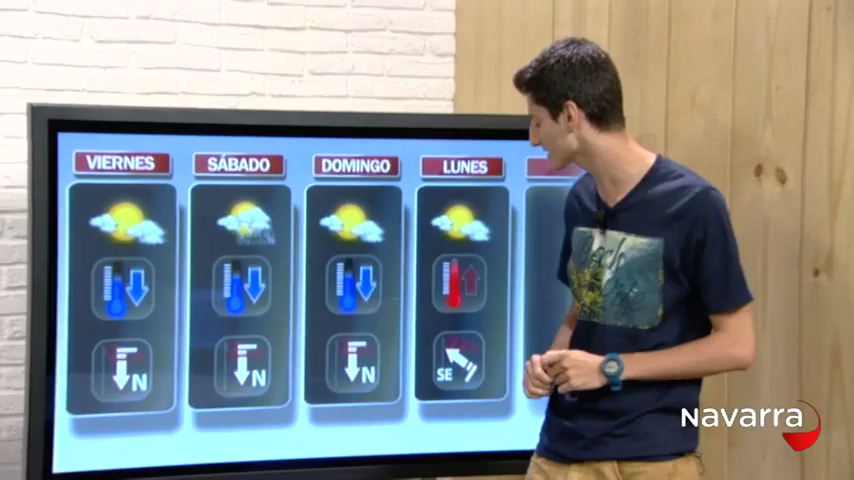 VIERNES
SÁBADO
DOMINGO
LUNES
N
N
N
SE
NAVARRA